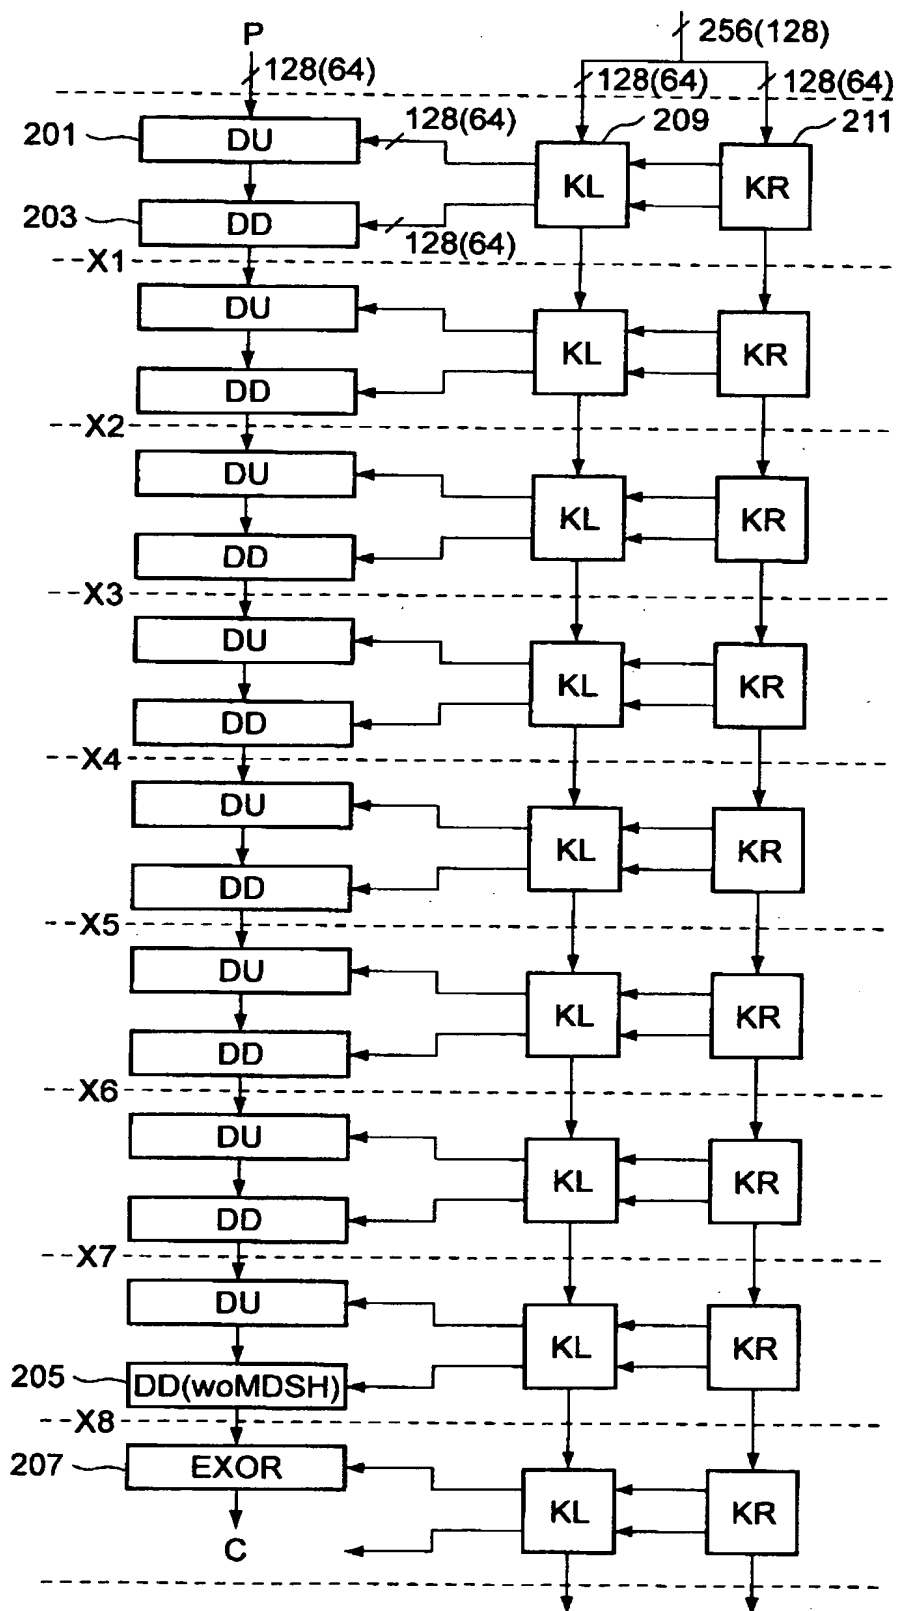 P
256(128)
128(64)
128(64)
128(64)
201
DU
128(64)
209
211
KL
KR
203
DD
128(64)
X1
DU
KL
KR
DD
X2
DU
KL
KR
DD
X3
DU
KL
KR
DD
X4
DU
KL
KR
DD
X5
DU
KL
KR
DD
X6
DU
KL
KR
DD
X7
DU
KL
KR
205
DD(woMDSH)
X8
207
EXOR
KL
KR
C